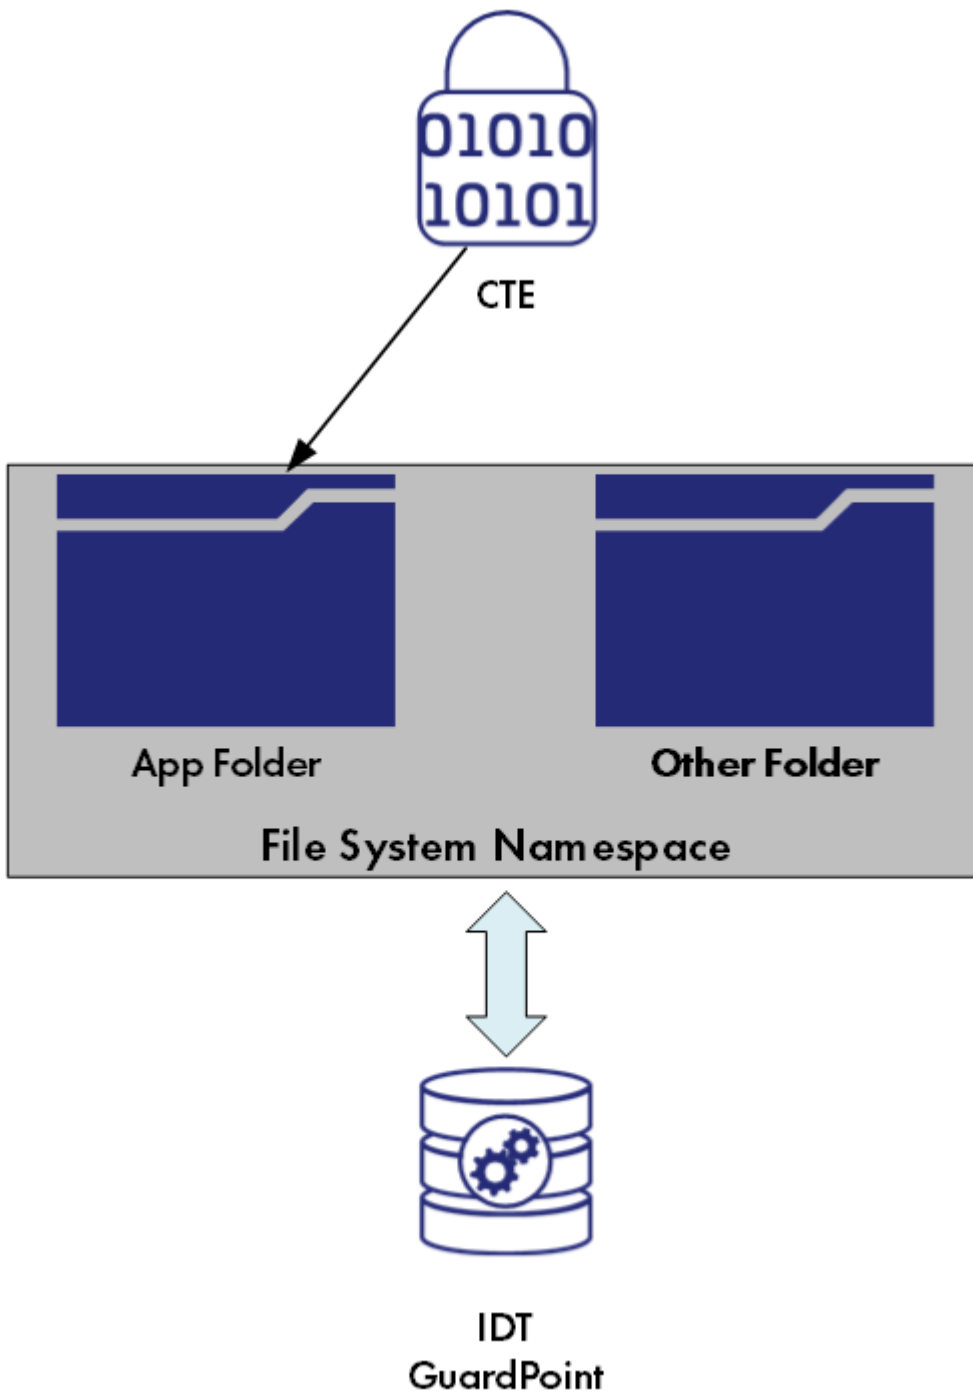 01010
10101
CTE
App Folder
Other Folder
File System Namespace
IDT
GuardPoint